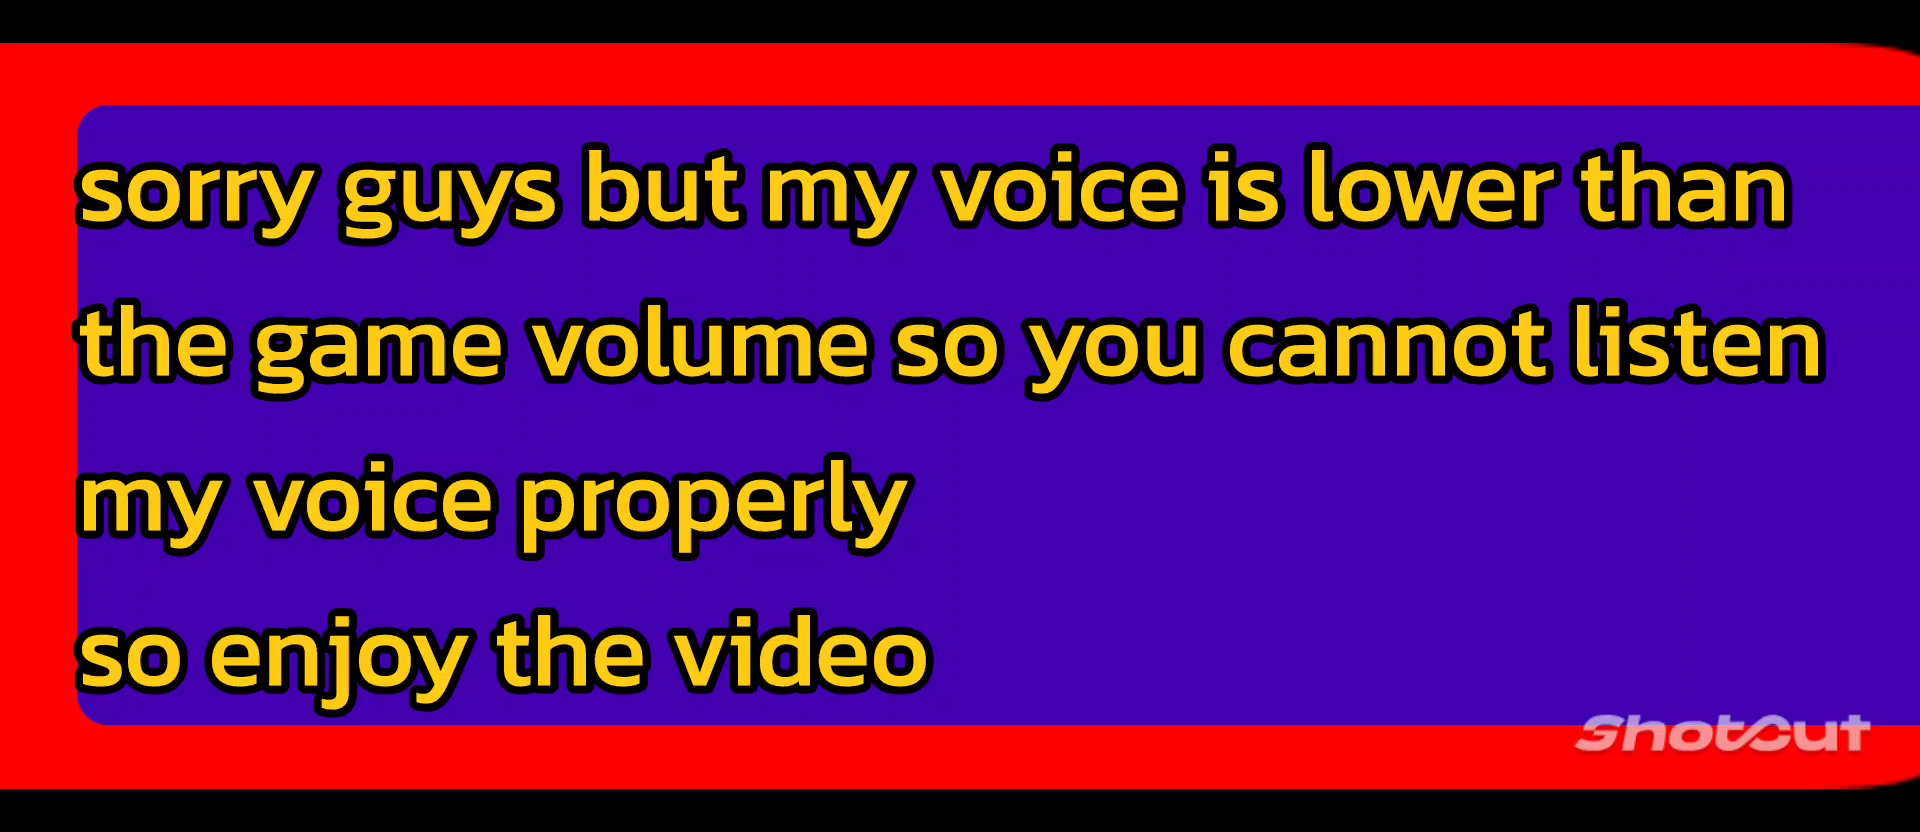 sorry guys but my voice is lower than
the game volume so you cannot listen
my voice properly
so enjoy the video
ShotCut